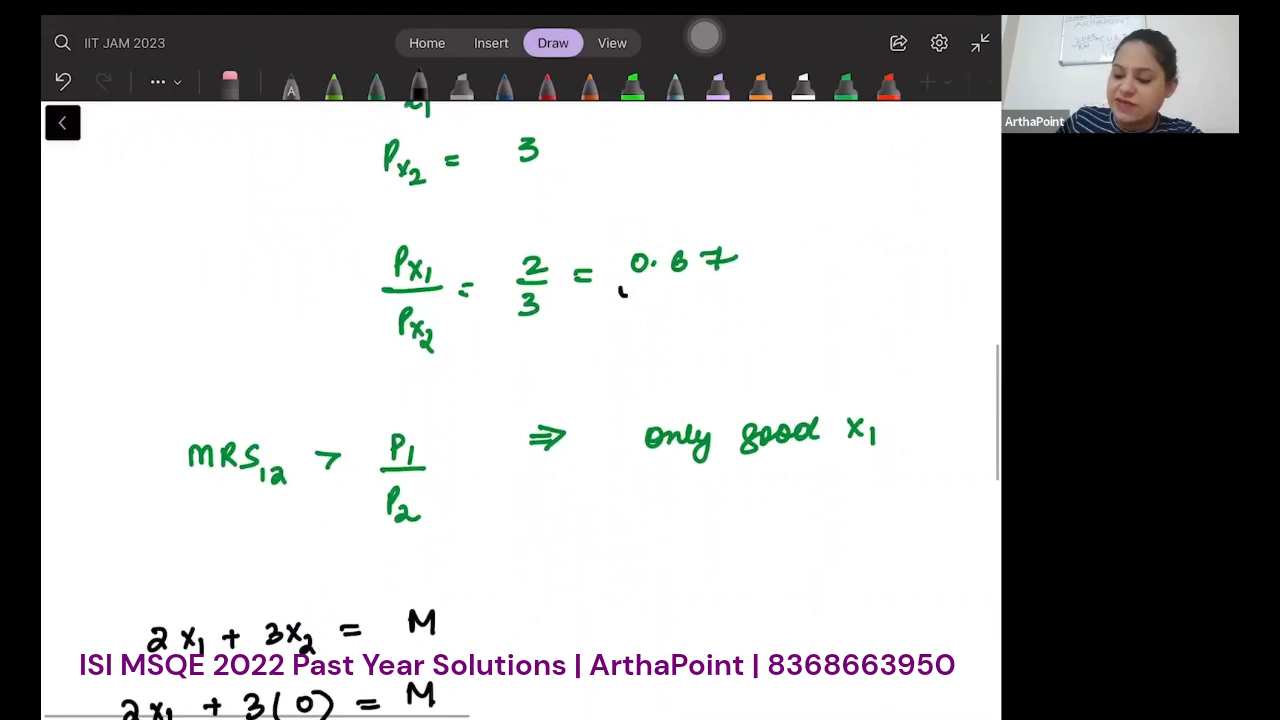 IIT JAM 2023
Home Insert Draw View
ArthaPoint
A
x1
Px2 = 3
Px1 / Px2 = 2/3 = 0.67
MRS12 > P1 / P2 ⇒ only good x1
2x1 + 3x2 = M
2x1 + 3(0) = M
ISI MSQE 2022 Past Year Solutions | ArthaPoint | 8368663950